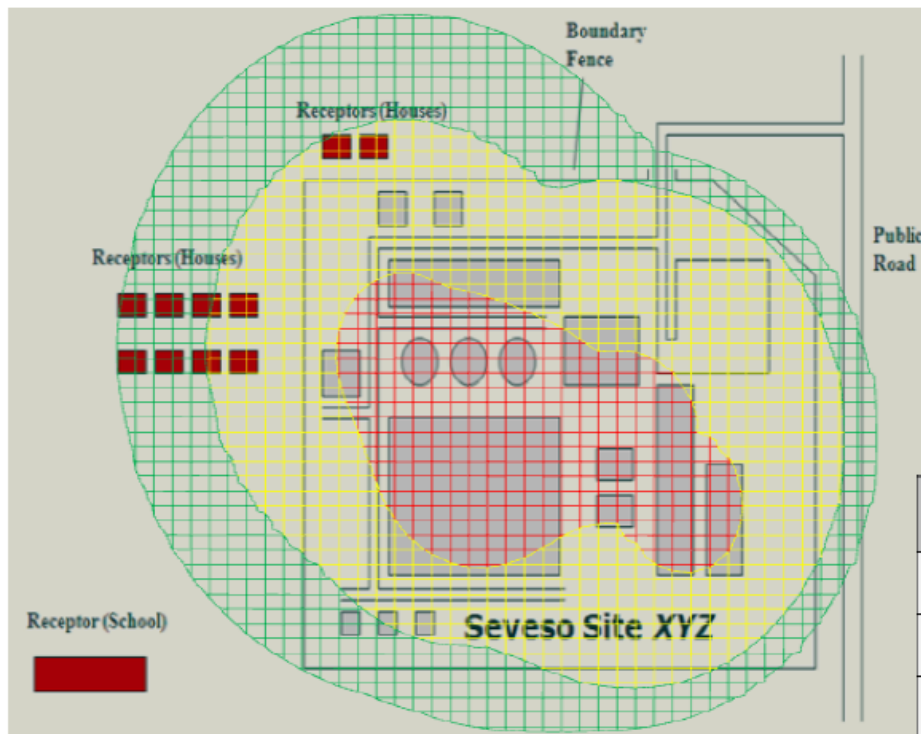 Boundary
Fence
Receptors (Houses)
Public
Road
Receptors (Houses)
Receptor (School)
Seveso Site XYZ